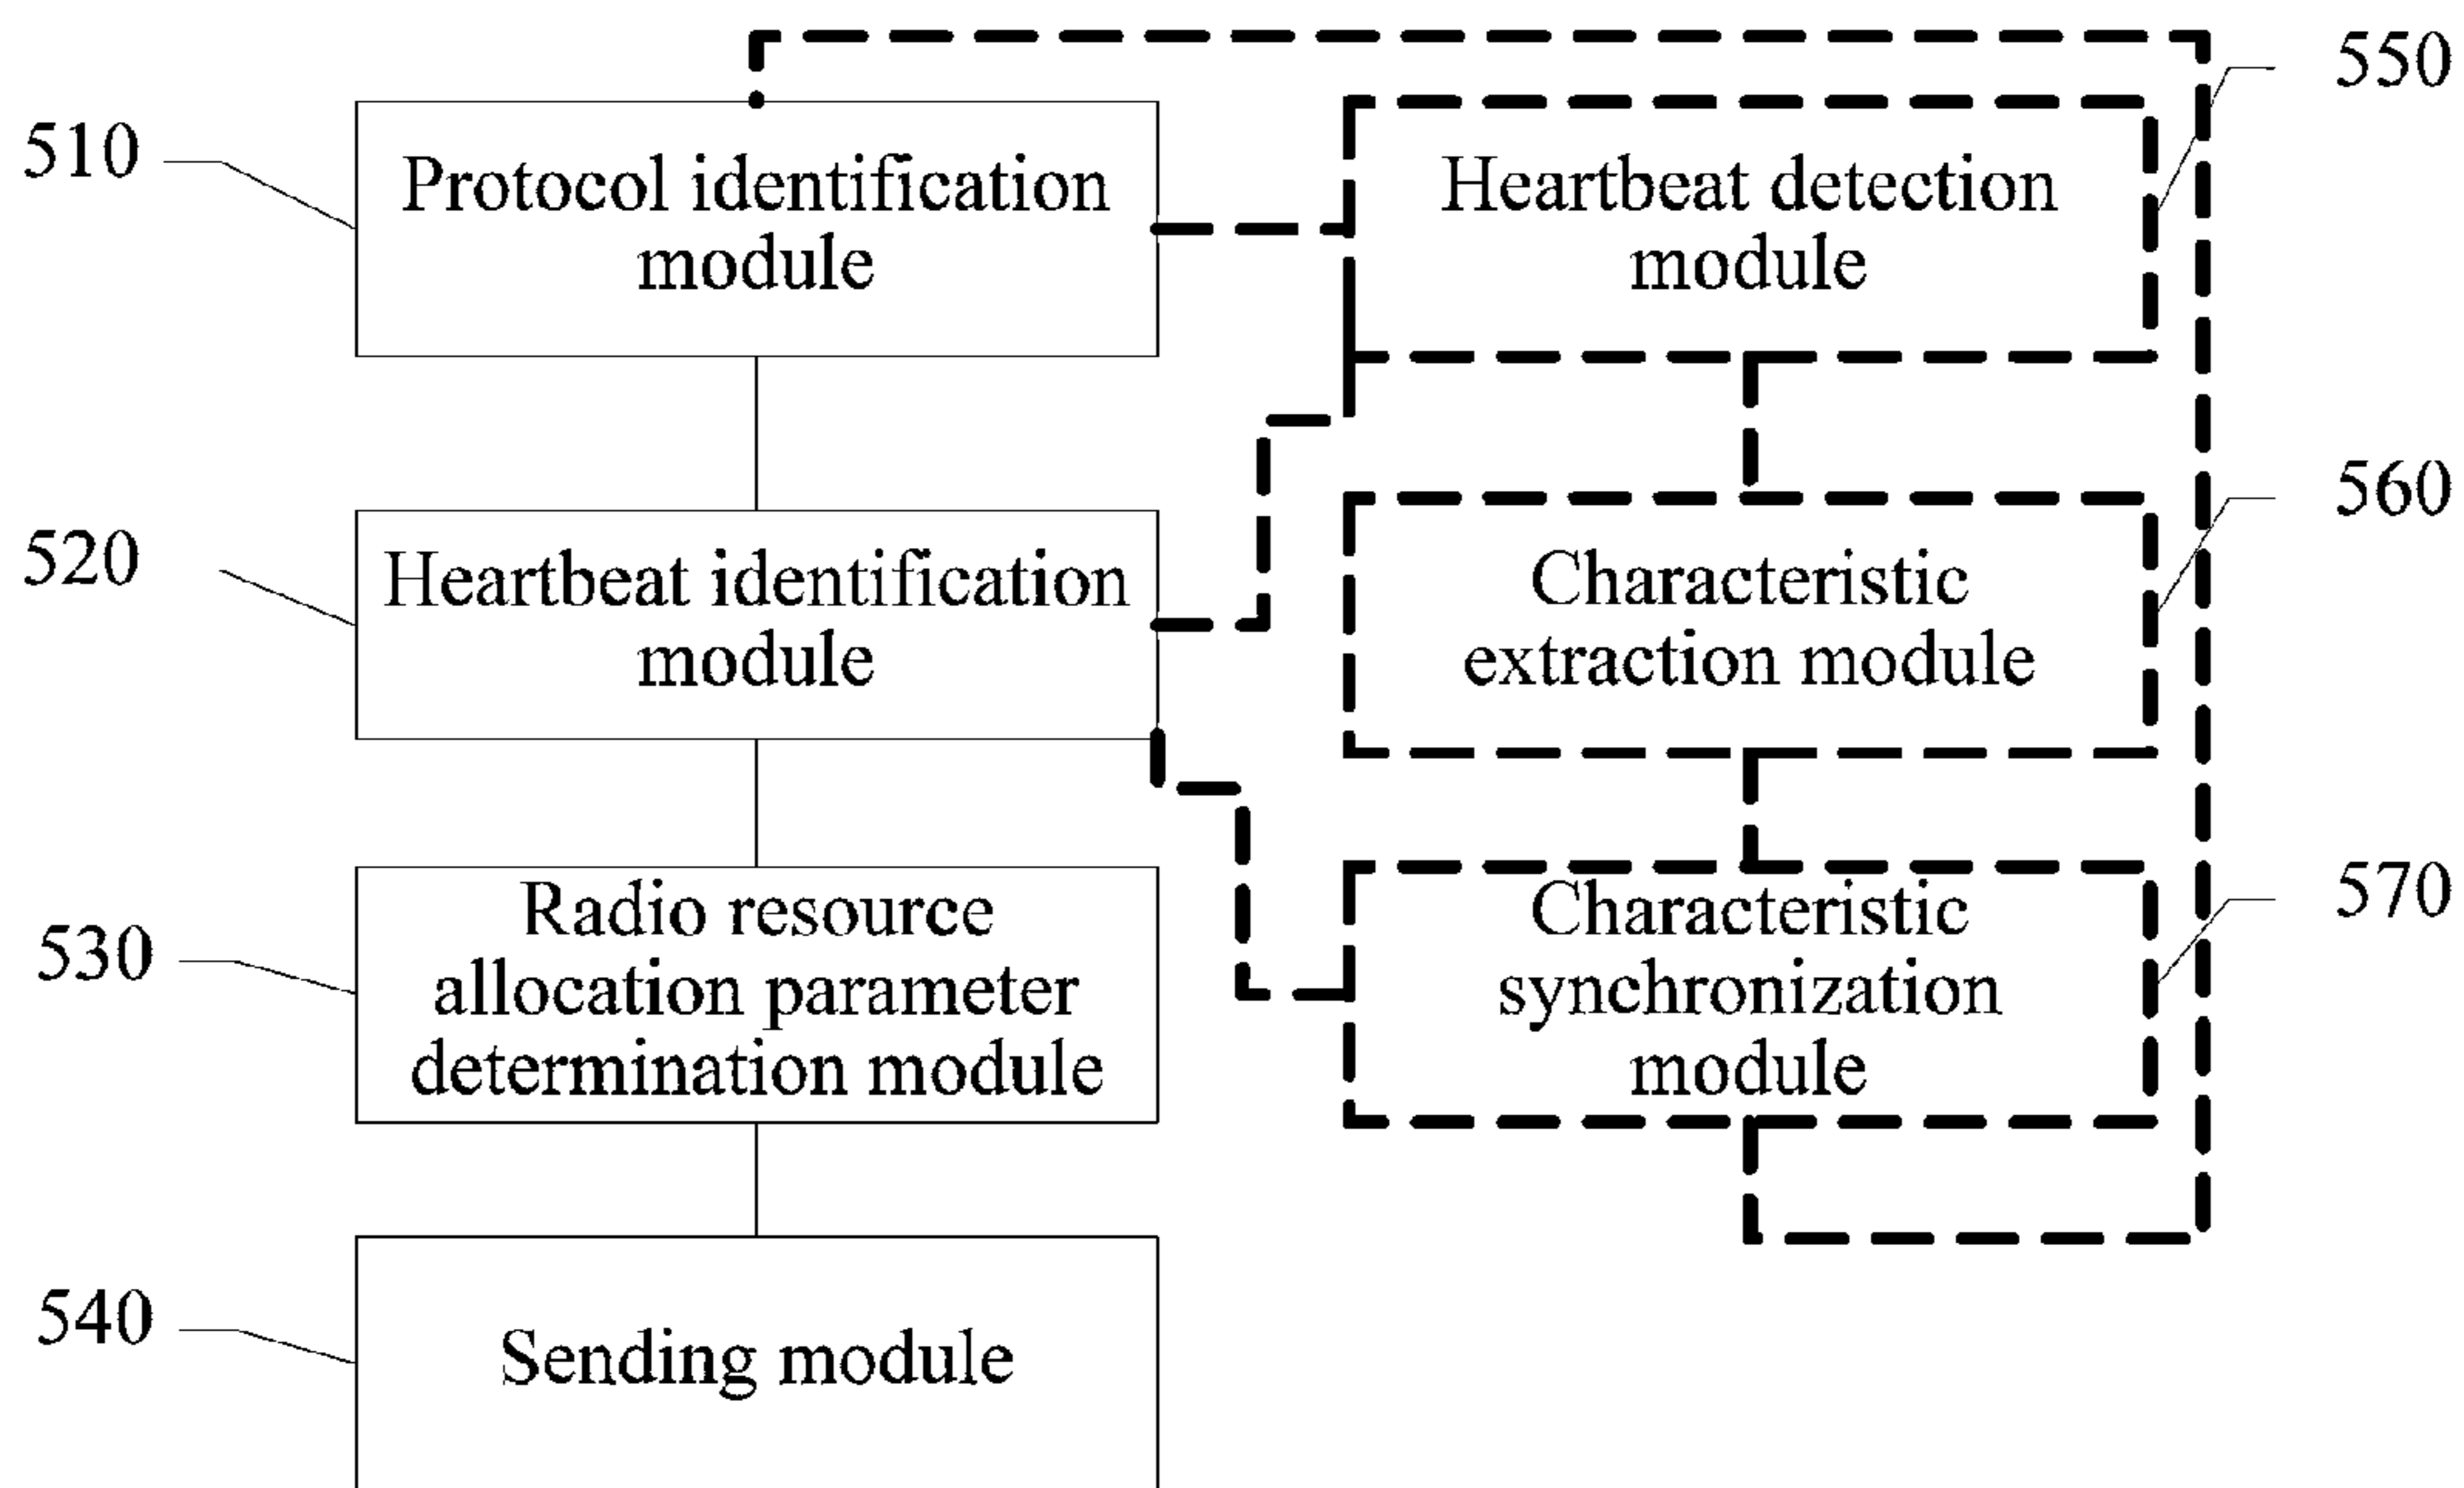 550
510
Protocol identification
module
Heartbeat detection
module
560
520
Heartbeat identification
module
Characteristic
extraction module
570
530
Radio resource
allocation parameter
determination module
Characteristic
synchronization
module
540
Sending module